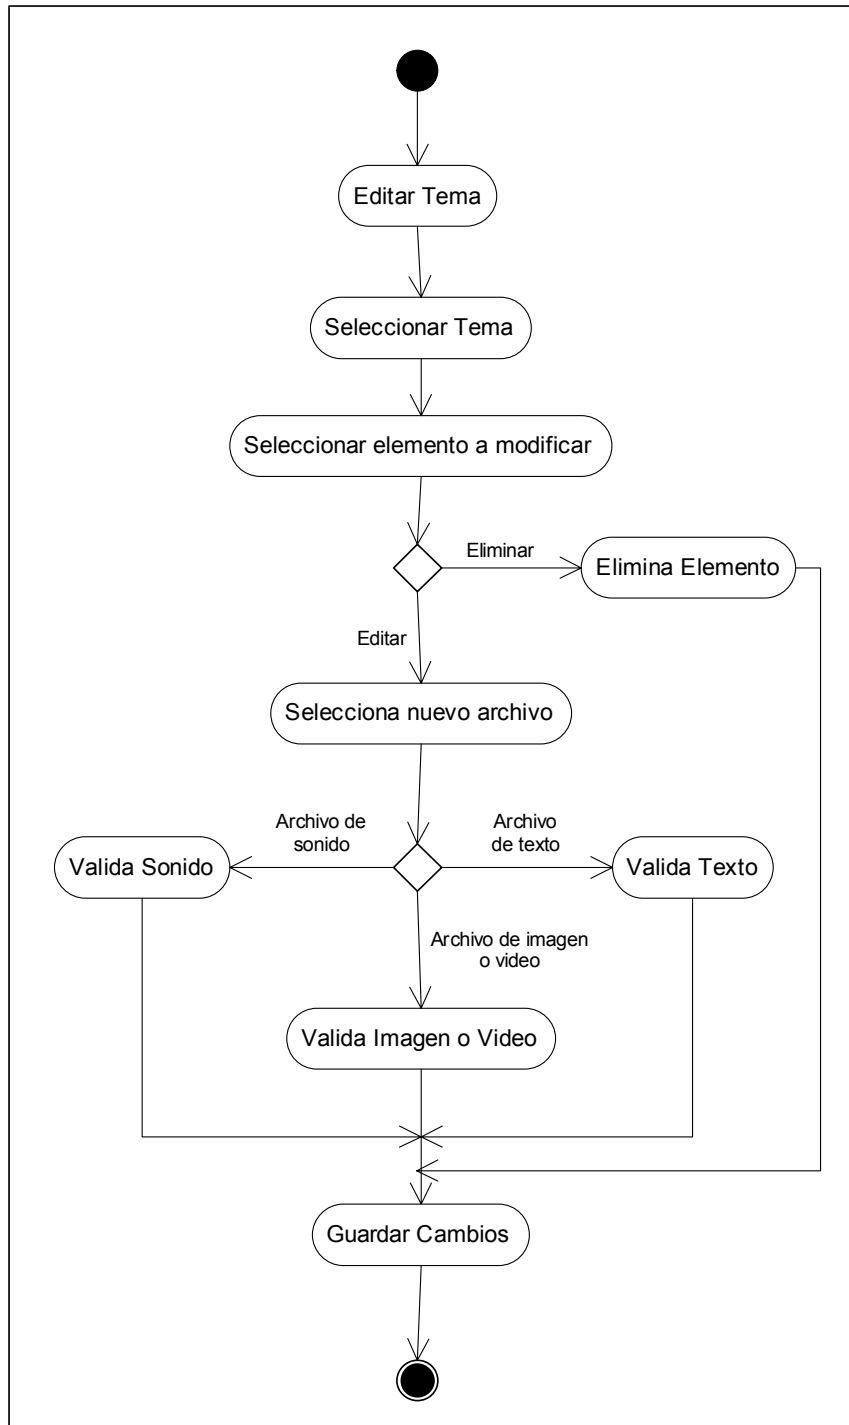 Editar Tema
Seleccionar Tema
Seleccionar elemento a modificar
Eliminar
Elimina Elemento
Editar
Selecciona nuevo archivo
Archivo de
sonido
Archivo
de texto
Valida Sonido
Valida Texto
Archivo de imagen
o video
Valida Imagen o Video
Guardar Cambios